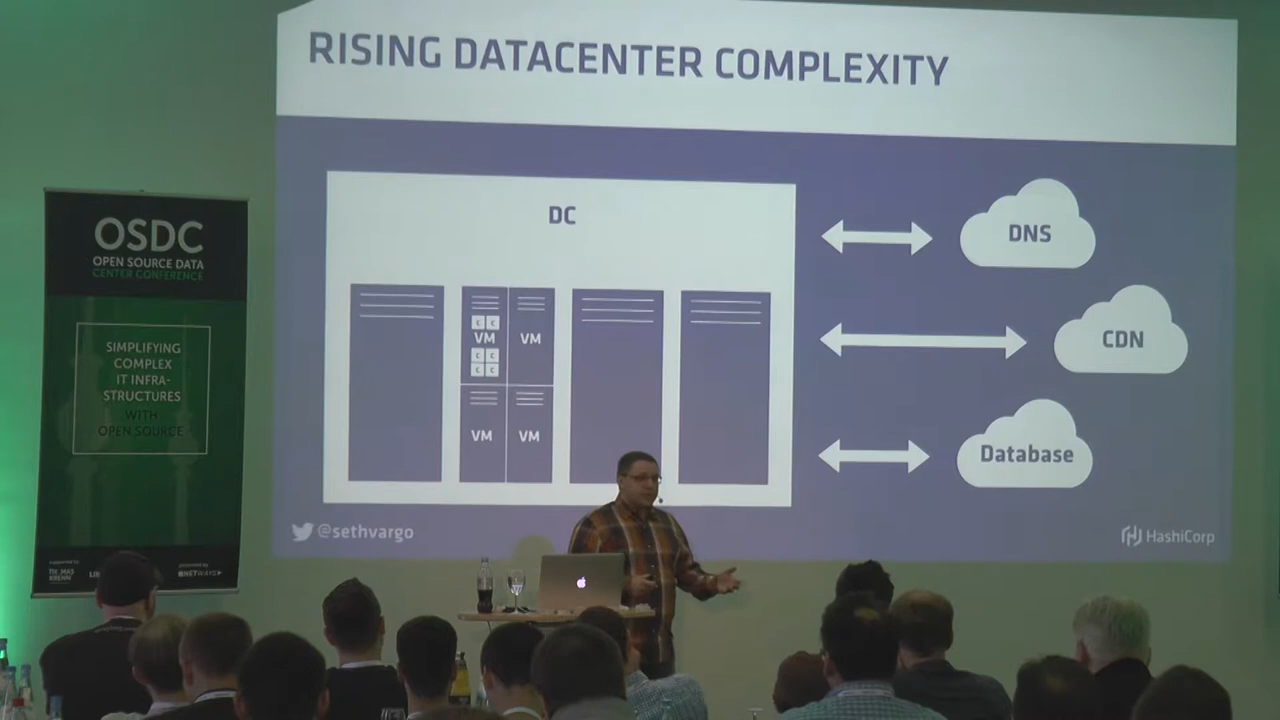 RISING DATACENTER COMPLEXITY
DC
VM
VM
VM
VM
C C
C C
DNS
CDN
Database
@sethvargo
HashiCorp
OSDC
OPEN SOURCE DATA
CENTER CONFERENCE
SIMPLIFYING
COMPLEX
IT INFRA-
STRUCTURES
WITH
OPEN SOURCE
NETWAYS